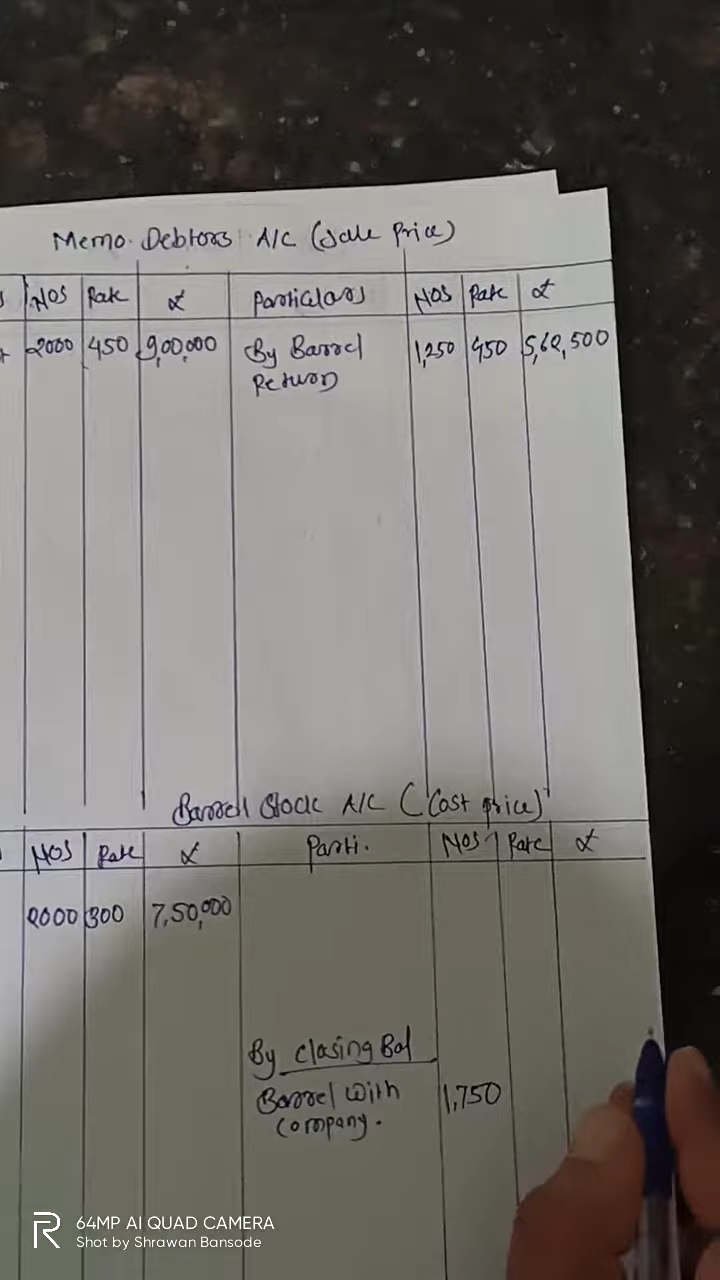 Memo. Debtors A/C (Sale Price)
NOS Rate ₹ Particlars NOS Rate ₹
2000 450 9,00,000 By Barrel 1,250 450 5,62,500
Return
Barrell Stock A/C (Cost price)
NOS Rate ₹ Parti. NOS Rate ₹
2000 300 7,50,000
By Closing Bal
Barrel with 1,750
Company.
64MP AI QUAD CAMERA
Shot by Shrawan Bansode